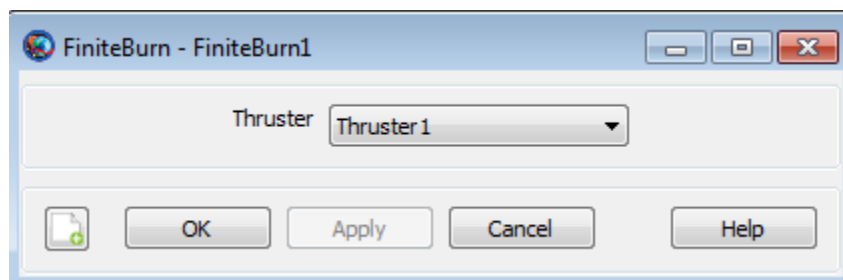 FiniteBurn - FiniteBurn1
Thruster Thruster1
OK Apply Cancel Help